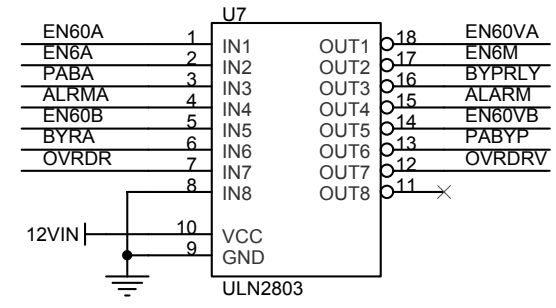 U7
EN60A 1 IN1 OUT1 18 EN60VA
EN6A 2 IN2 OUT2 17 EN6M
PABA 3 IN3 OUT3 16 BYPRLY
ALRMA 4 IN4 OUT4 15 ALARM
EN60B 5 IN5 OUT5 14 EN60VB
BYRA 6 IN6 OUT6 13 PABYP
OVRDR 7 IN7 OUT7 12 OVRDRV
8 IN8 OUT8 11
12VIN 10 VCC
9 GND
ULN2803